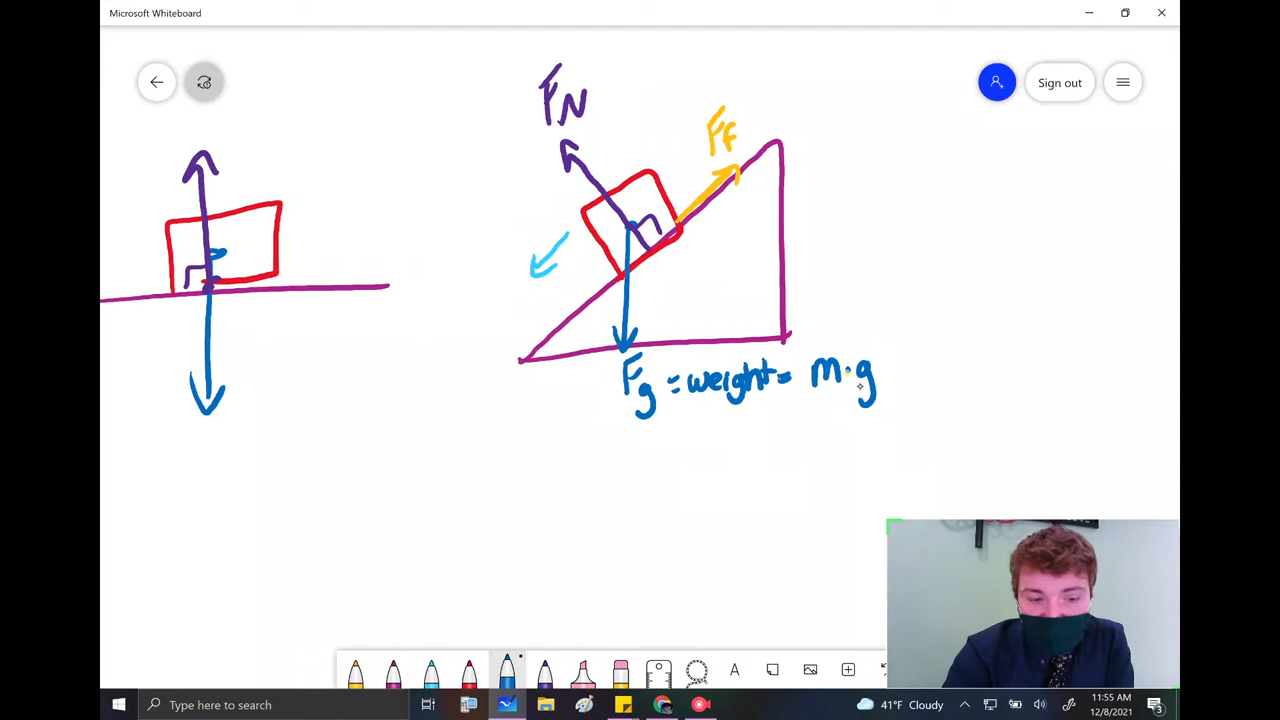 Microsoft Whiteboard
Sign out
FN
Ff
Fg = weight = m·g
A
Type here to search
41°F Cloudy
11:55 AM
12/8/2021
3